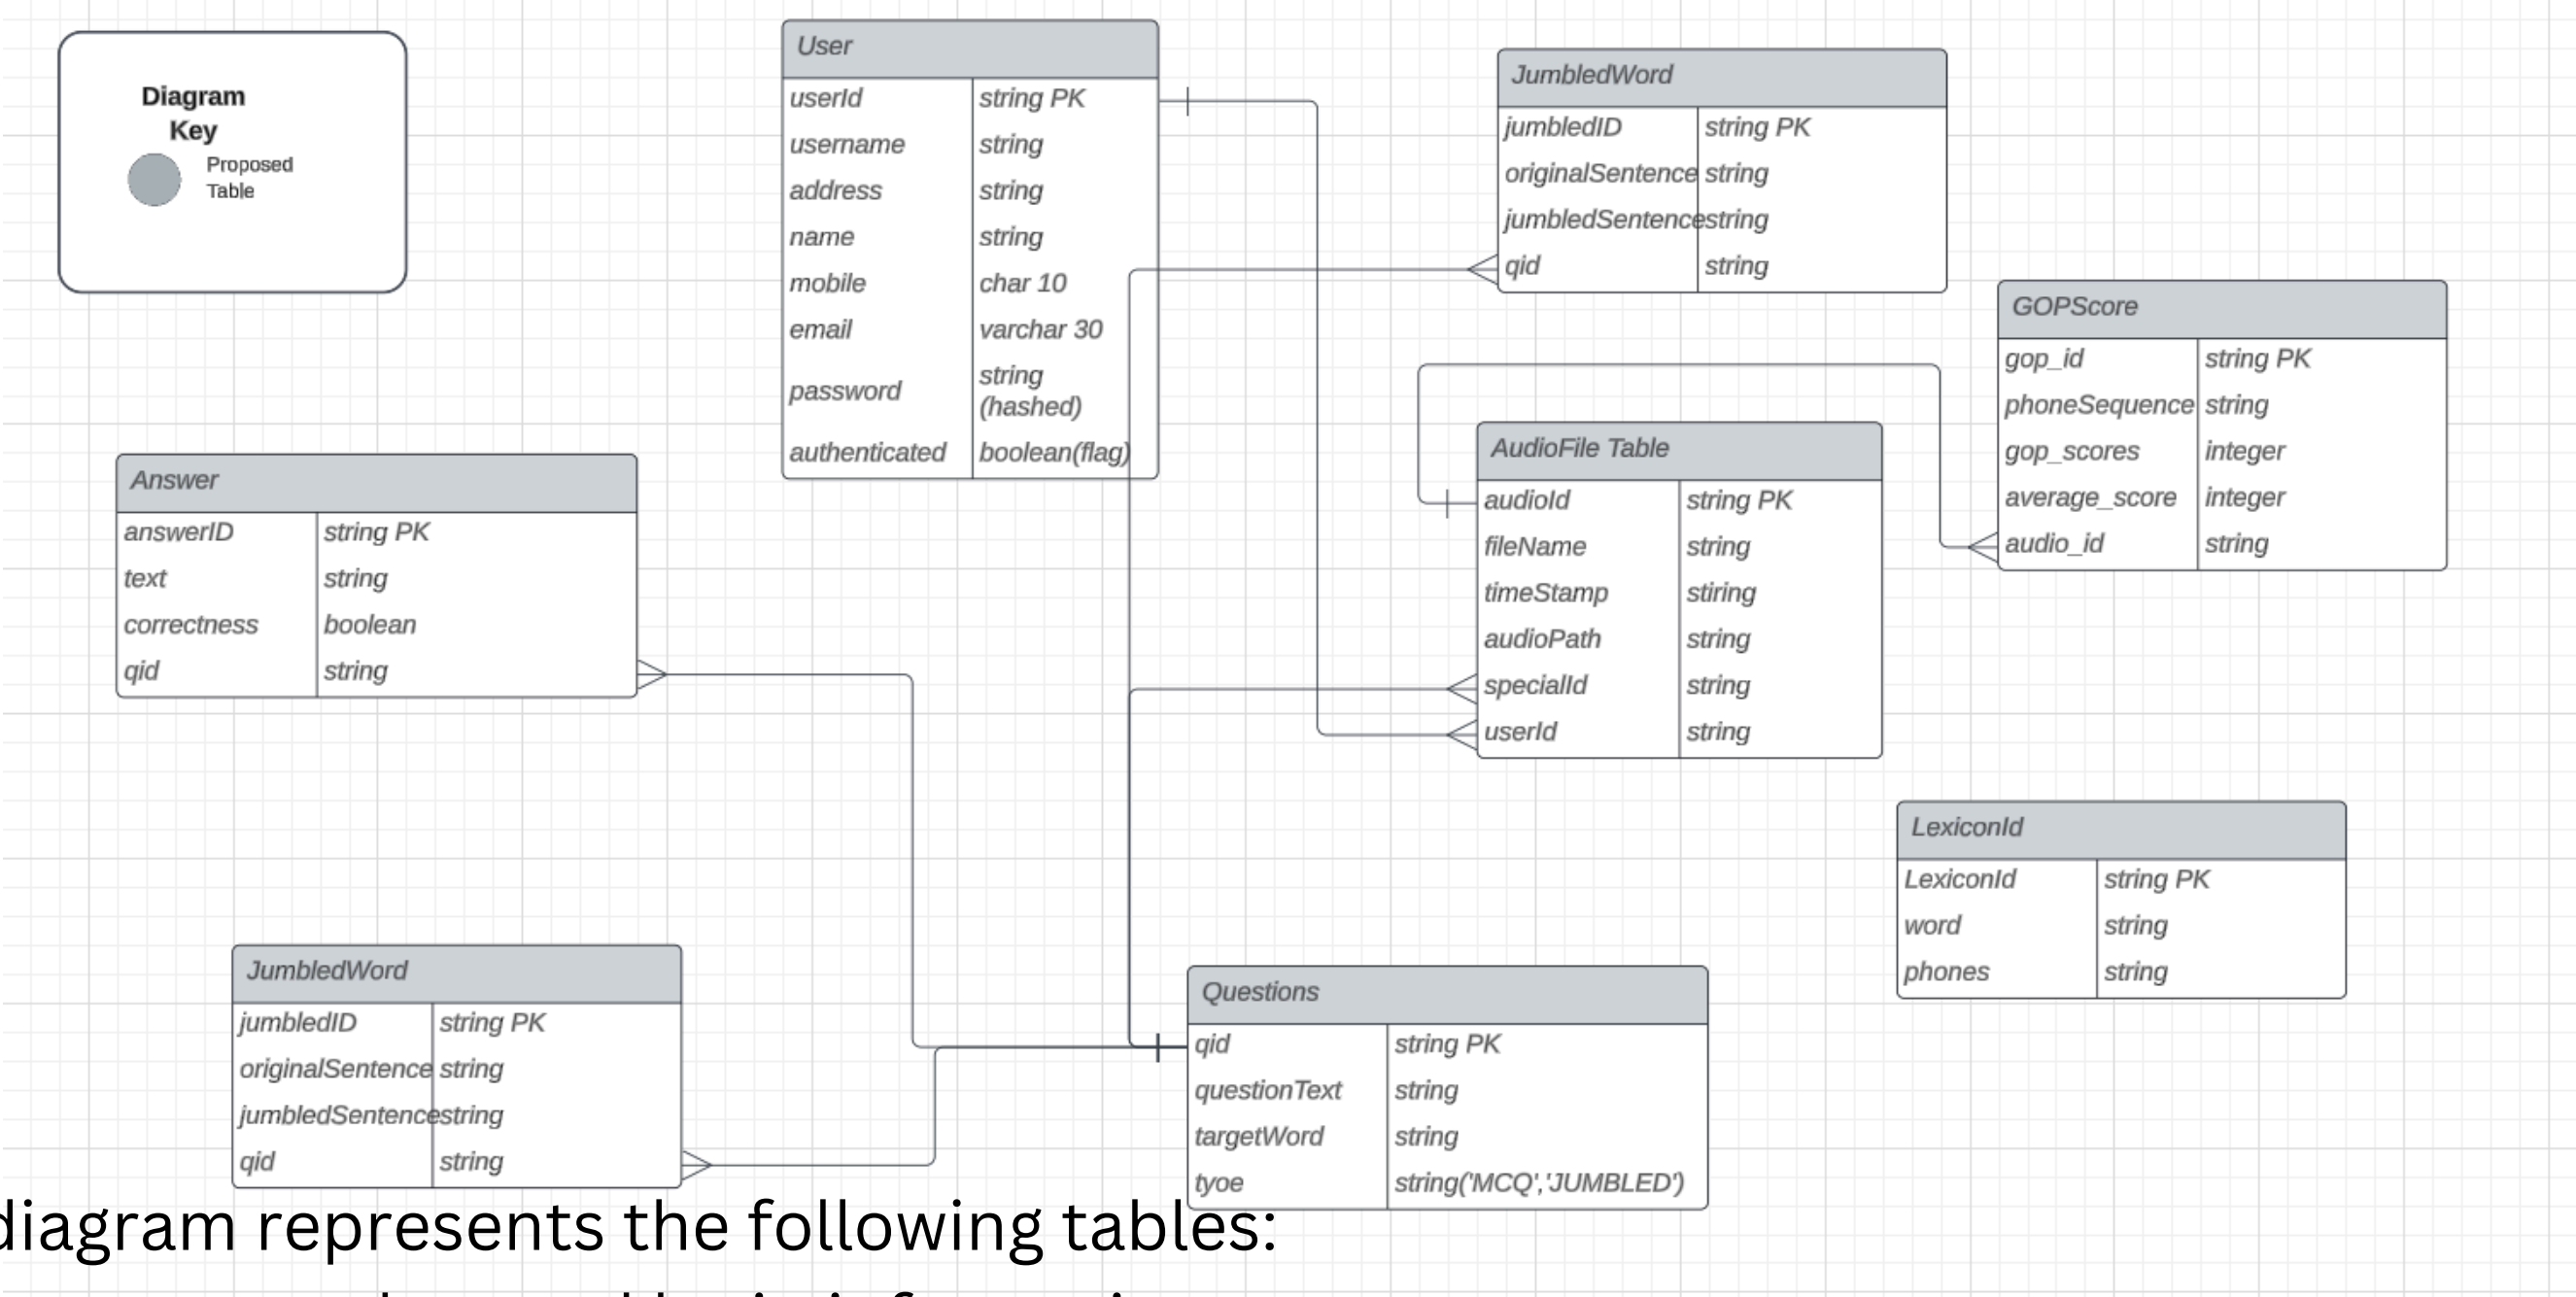 Diagram
Key
Proposed
Table
User
userId string PK
username string
address string
name string
mobile char 10
email varchar 30
password string
(hashed)
authenticated boolean(flag)
JumbledWord
jumbledID string PK
originalSentence string
jumbledSentence string
qid string
GOPScore
gop_id string PK
phoneSequence string
gop_scores integer
average_score integer
audio_id string
AudioFile Table
audioId string PK
fileName string
timeStamp stiring
audioPath string
specialId string
userId string
Answer
answerID string PK
text string
correctness boolean
qid string
LexiconId
LexiconId string PK
word string
phones string
JumbledWord
jumbledID string PK
originalSentence string
jumbledSentence string
qid string
Questions
qid string PK
questionText string
targetWord string
tyoe string('MCQ','JUMBLED')
diagram represents the following tables: